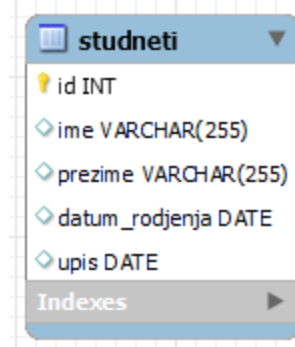 studneti
id INT
ime VARCHAR(255)
prezime VARCHAR(255)
datum_rodjenja DATE
upis DATE
Indexes